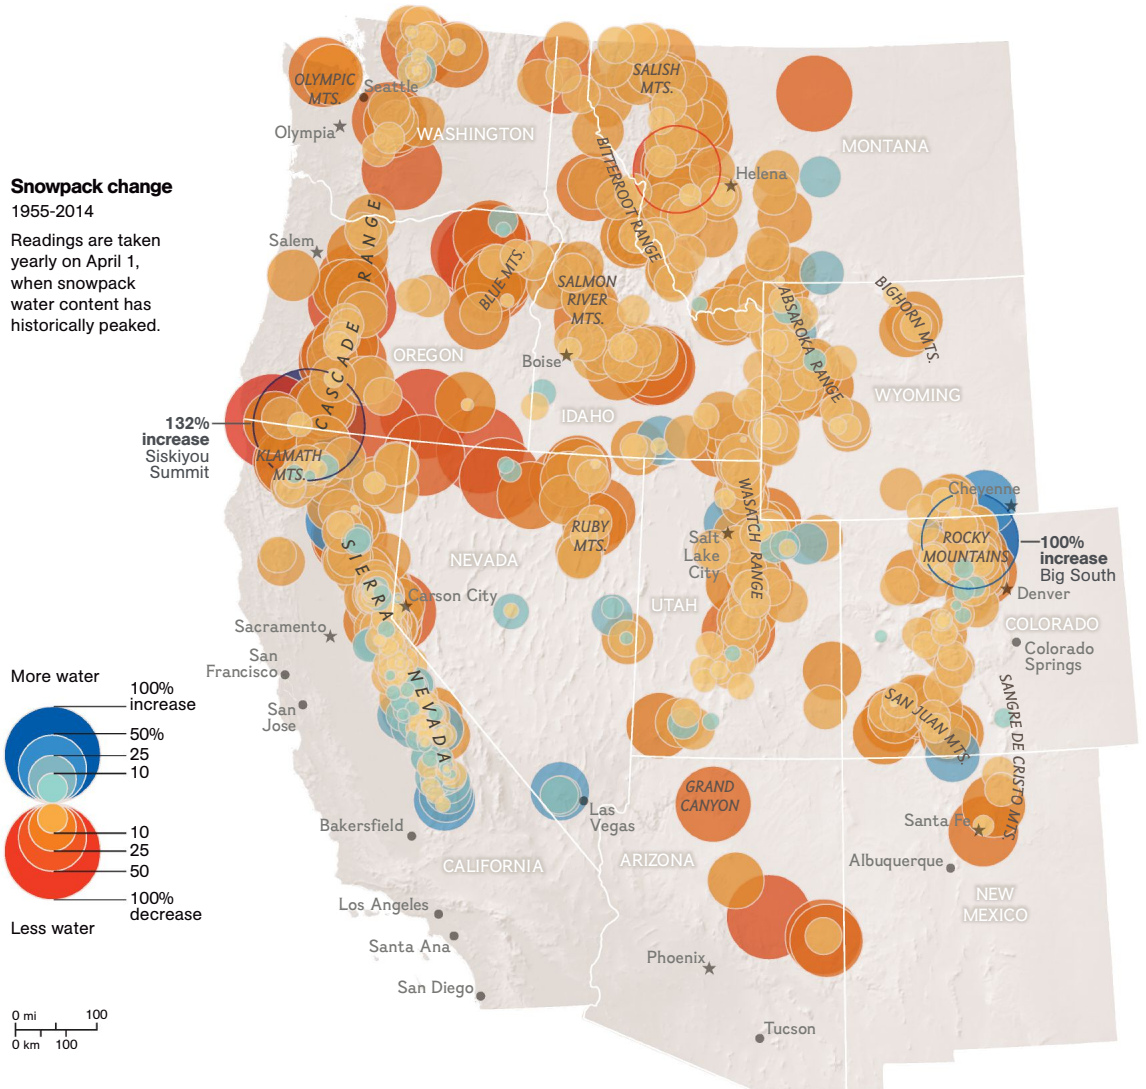 Snowpack change
1955-2014
Readings are taken
yearly on April 1,
when snowpack
water content has
historically peaked.
More water
100%
increase
50%
25
10
10
25
50
100%
decrease
Less water
0 mi 100
0 km 100
OLYMPIC
MTS.
Seattle
Olympia
WASHINGTON
SALISH
MTS.
MONTANA
BITTERROOT RANGE
Helena
Salem
CASCADE RANGE
BLUE MTS.
SALMON
RIVER
MTS.
ABSAROKA RANGE
BIGHORN MTS.
OREGON
Boise
IDAHO
WYOMING
132%
increase
Siskiyou
Summit
KLAMATH
MTS.
Cheyenne
WASATCH RANGE
RUBY
MTS.
Salt
Lake
City
ROCKY
MOUNTAINS
100%
increase
Big South
NEVADA
SIERRA NEVADA
Carson City
UTAH
Denver
Sacramento
COLORADO
San
Francisco
Colorado
Springs
San
Jose
SAN JUAN MTS.
SANGRE DE CRISTO MTS.
GRAND
CANYON
Las
Vegas
Santa Fe
Bakersfield
CALIFORNIA
ARIZONA
Albuquerque
NEW
MEXICO
Los Angeles
Santa Ana
Phoenix
San Diego
Tucson